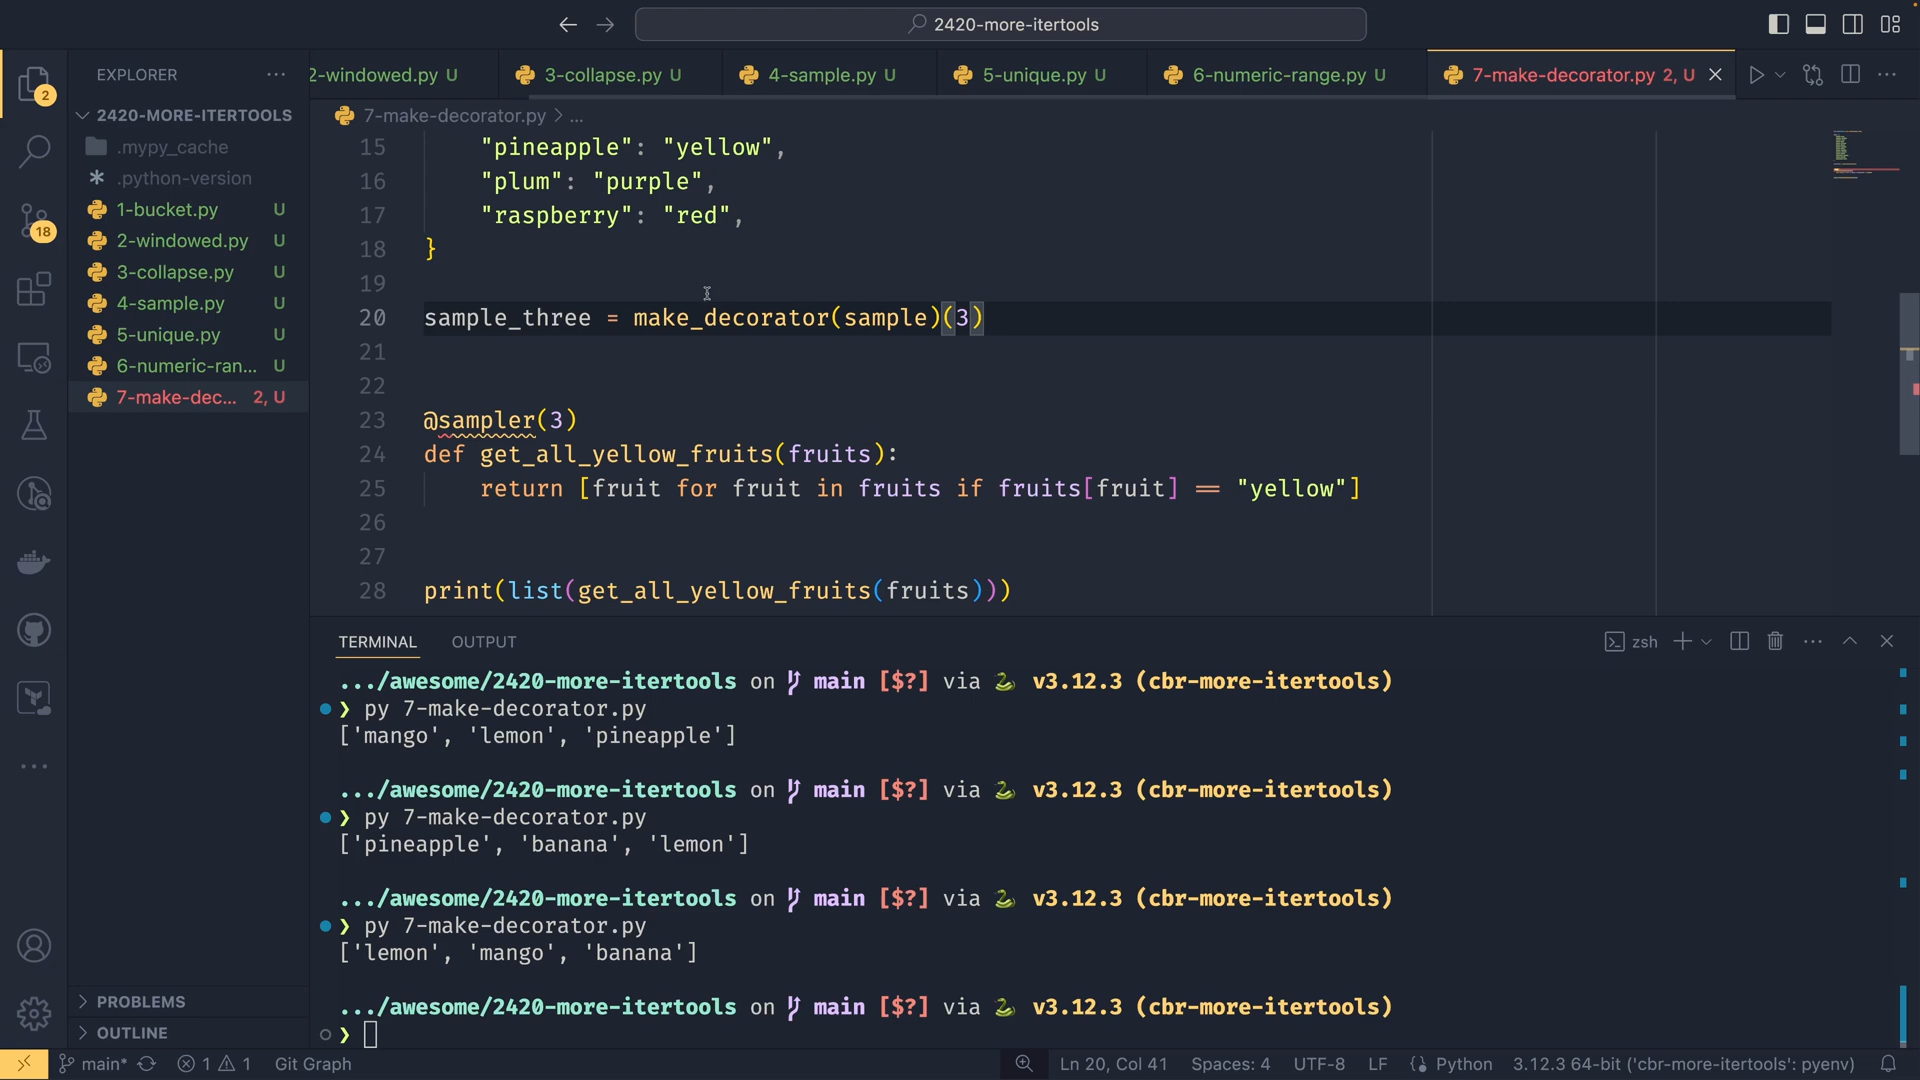 2420-more-itertools
EXPLORER
2-windowed.py U
3-collapse.py U
4-sample.py U
5-unique.py U
6-numeric-range.py U
7-make-decorator.py 2, U
2420-MORE-ITERTOOLS
.mypy_cache
.python-version
1-bucket.py U
2-windowed.py U
3-collapse.py U
4-sample.py U
5-unique.py U
6-numeric-ran... U
7-make-dec... 2, U
2
18
PROBLEMS
OUTLINE
7-make-decorator.py > ...
15 "pineapple": "yellow",
16 "plum": "purple",
17 "raspberry": "red",
18 }
19
20 sample_three = make_decorator(sample)(3)
21
22
23 @sampler(3)
24 def get_all_yellow_fruits(fruits):
25 return [fruit for fruit in fruits if fruits[fruit] == "yellow"]
26
27
28 print(list(get_all_yellow_fruits(fruits)))
TERMINAL OUTPUT
zsh
.../awesome/2420-more-itertools on main [$?] via v3.12.3 (cbr-more-itertools)
❯ py 7-make-decorator.py
['mango', 'lemon', 'pineapple']
.../awesome/2420-more-itertools on main [$?] via v3.12.3 (cbr-more-itertools)
❯ py 7-make-decorator.py
['pineapple', 'banana', 'lemon']
.../awesome/2420-more-itertools on main [$?] via v3.12.3 (cbr-more-itertools)
❯ py 7-make-decorator.py
['lemon', 'mango', 'banana']
.../awesome/2420-more-itertools on main [$?] via v3.12.3 (cbr-more-itertools)
❯
main* 1 1 Git Graph
Ln 20, Col 41 Spaces: 4 UTF-8 LF Python 3.12.3 64-bit ('cbr-more-itertools': pyenv)